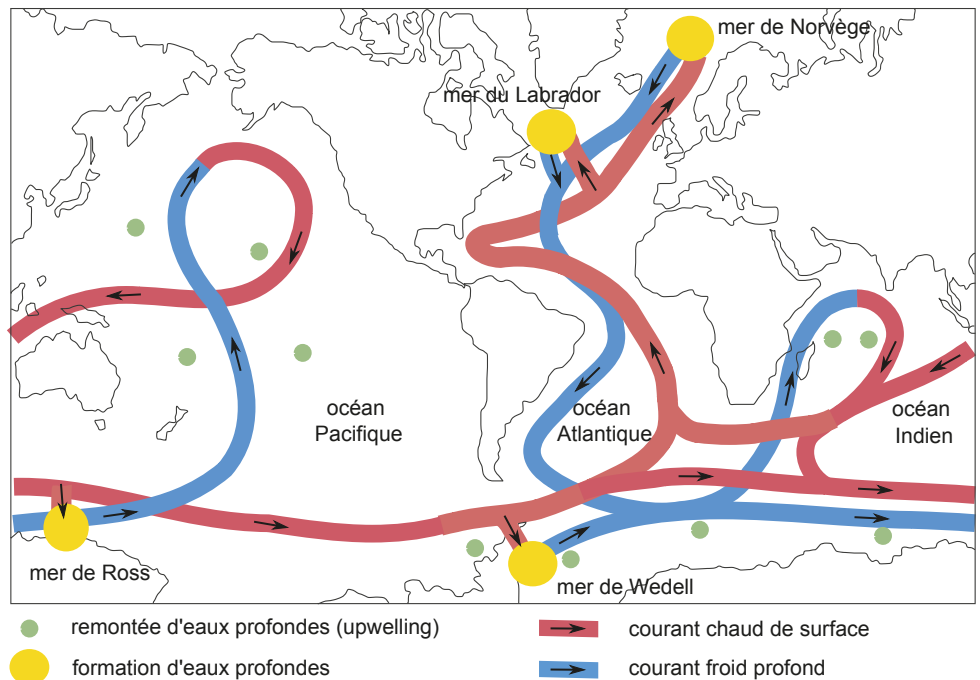 mer de Norvège
mer du Labrador
océan
Pacifique
océan
Atlantique
océan
Indien
mer de Ross
mer de Wedell
remontée d'eaux profondes (upwelling)
courant chaud de surface
formation d'eaux profondes
courant froid profond